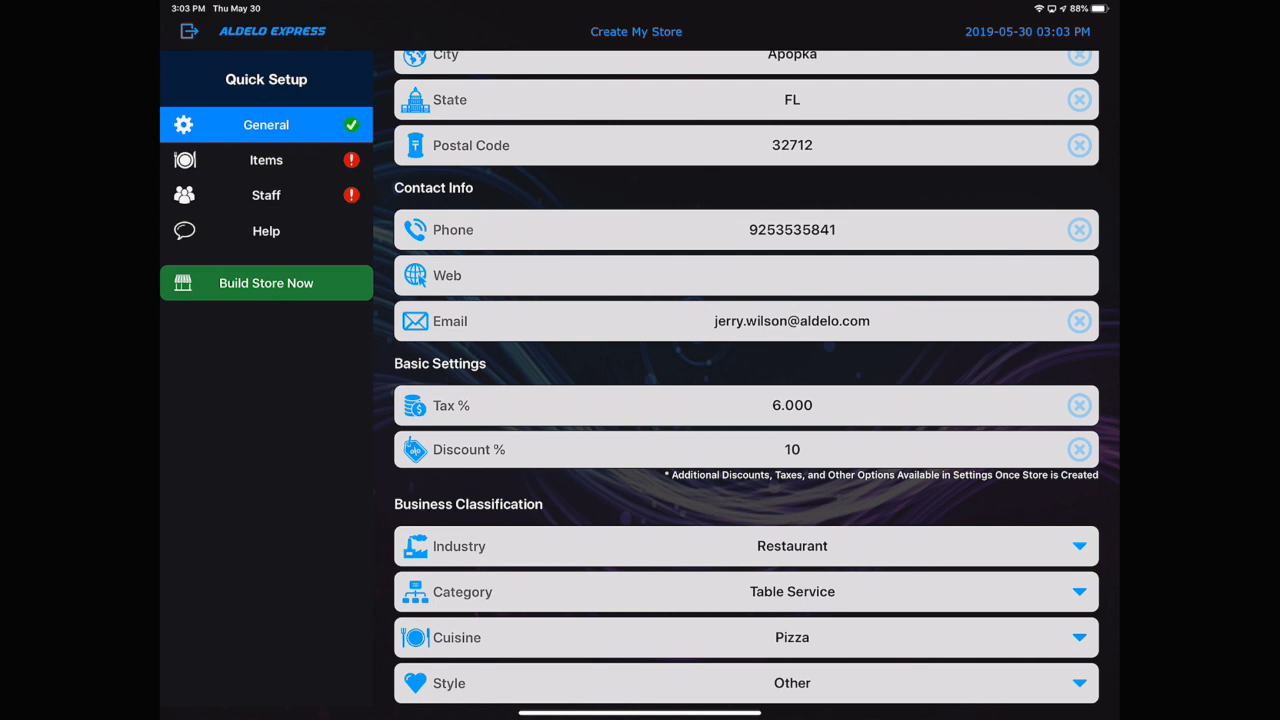 3:03 PM Thu May 30 88%
ALDELO EXPRESS Create My Store 2019-05-30 03:03 PM
Quick Setup
General
Items
Staff
Help
Build Store Now
City Apopka
State FL
Postal Code 32712
Contact Info
Phone 9253535841
Web
Email jerry.wilson@aldelo.com
Basic Settings
Tax % 6.000
Discount % 10
* Additional Discounts, Taxes, and Other Options Available in Settings Once Store is Created
Business Classification
Industry Restaurant
Category Table Service
Cuisine Pizza
Style Other